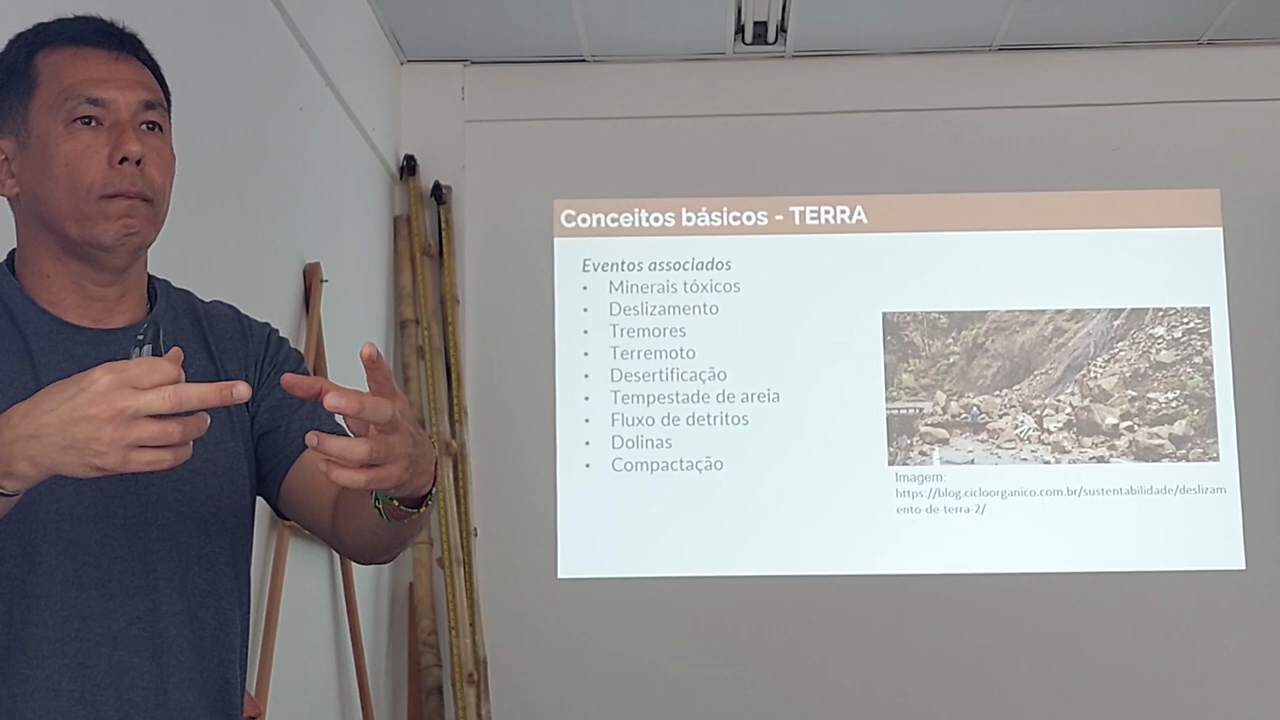 Conceitos básicos - TERRA
Eventos associados
• Minerais tóxicos
• Deslizamento
• Tremores
• Terremoto
• Desertificação
• Tempestade de areia
• Fluxo de detritos
• Dolinas
• Compactação
Imagem:
https://blog.cicloorganico.com.br/sustentabilidade/deslizam
ento-de-terra-2/